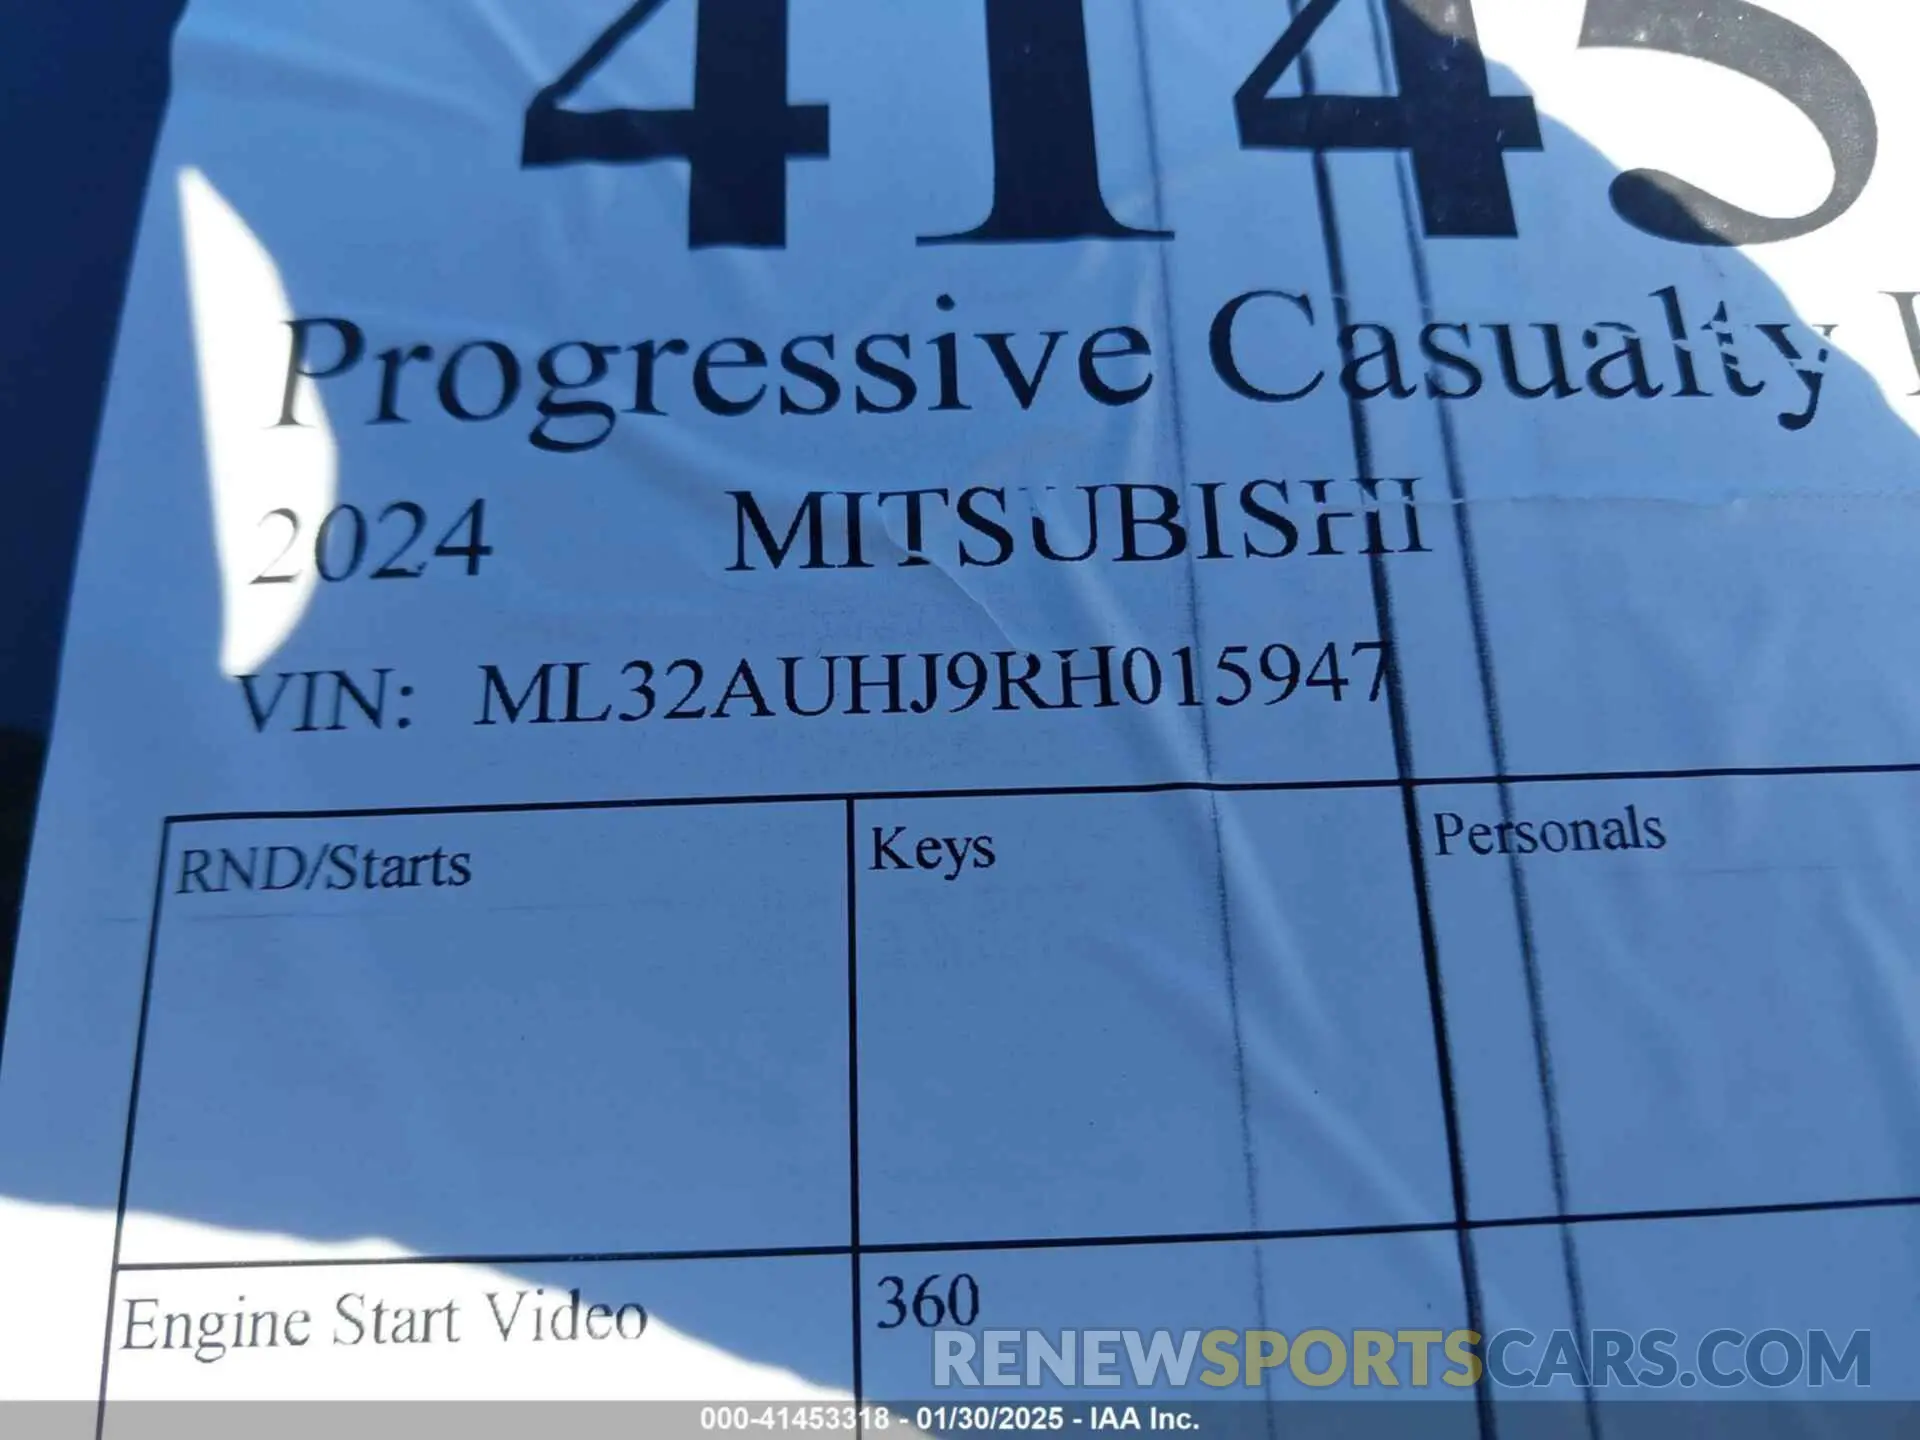 4145
Progressive Casualty
2024 MITSUBISHI
VIN: ML32AUHJ9RH015947
RND/Starts Keys Personals
Engine Start Video 360
RENEWSPORTSCARS.COM
000-41453318 - 01/30/2025 - IAA Inc.